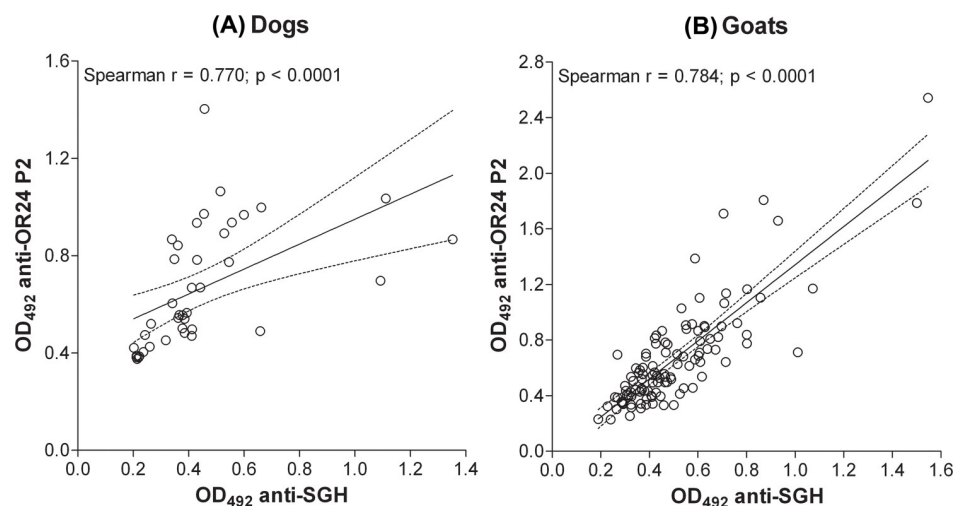 (A) Dogs
Spearman r = 0.770; p < 0.0001
OD492 anti-OR24 P2
1.6
1.2
0.8
0.4
0.0
0.0 0.2 0.4 0.6 0.8 1.0 1.2 1.4
OD492 anti-SGH
(B) Goats
Spearman r = 0.784; p < 0.0001
OD492 anti-OR24 P2
2.8
2.4
2.0
1.6
1.2
0.8
0.4
0.0
0.0 0.2 0.4 0.6 0.8 1.0 1.2 1.4 1.6
OD492 anti-SGH